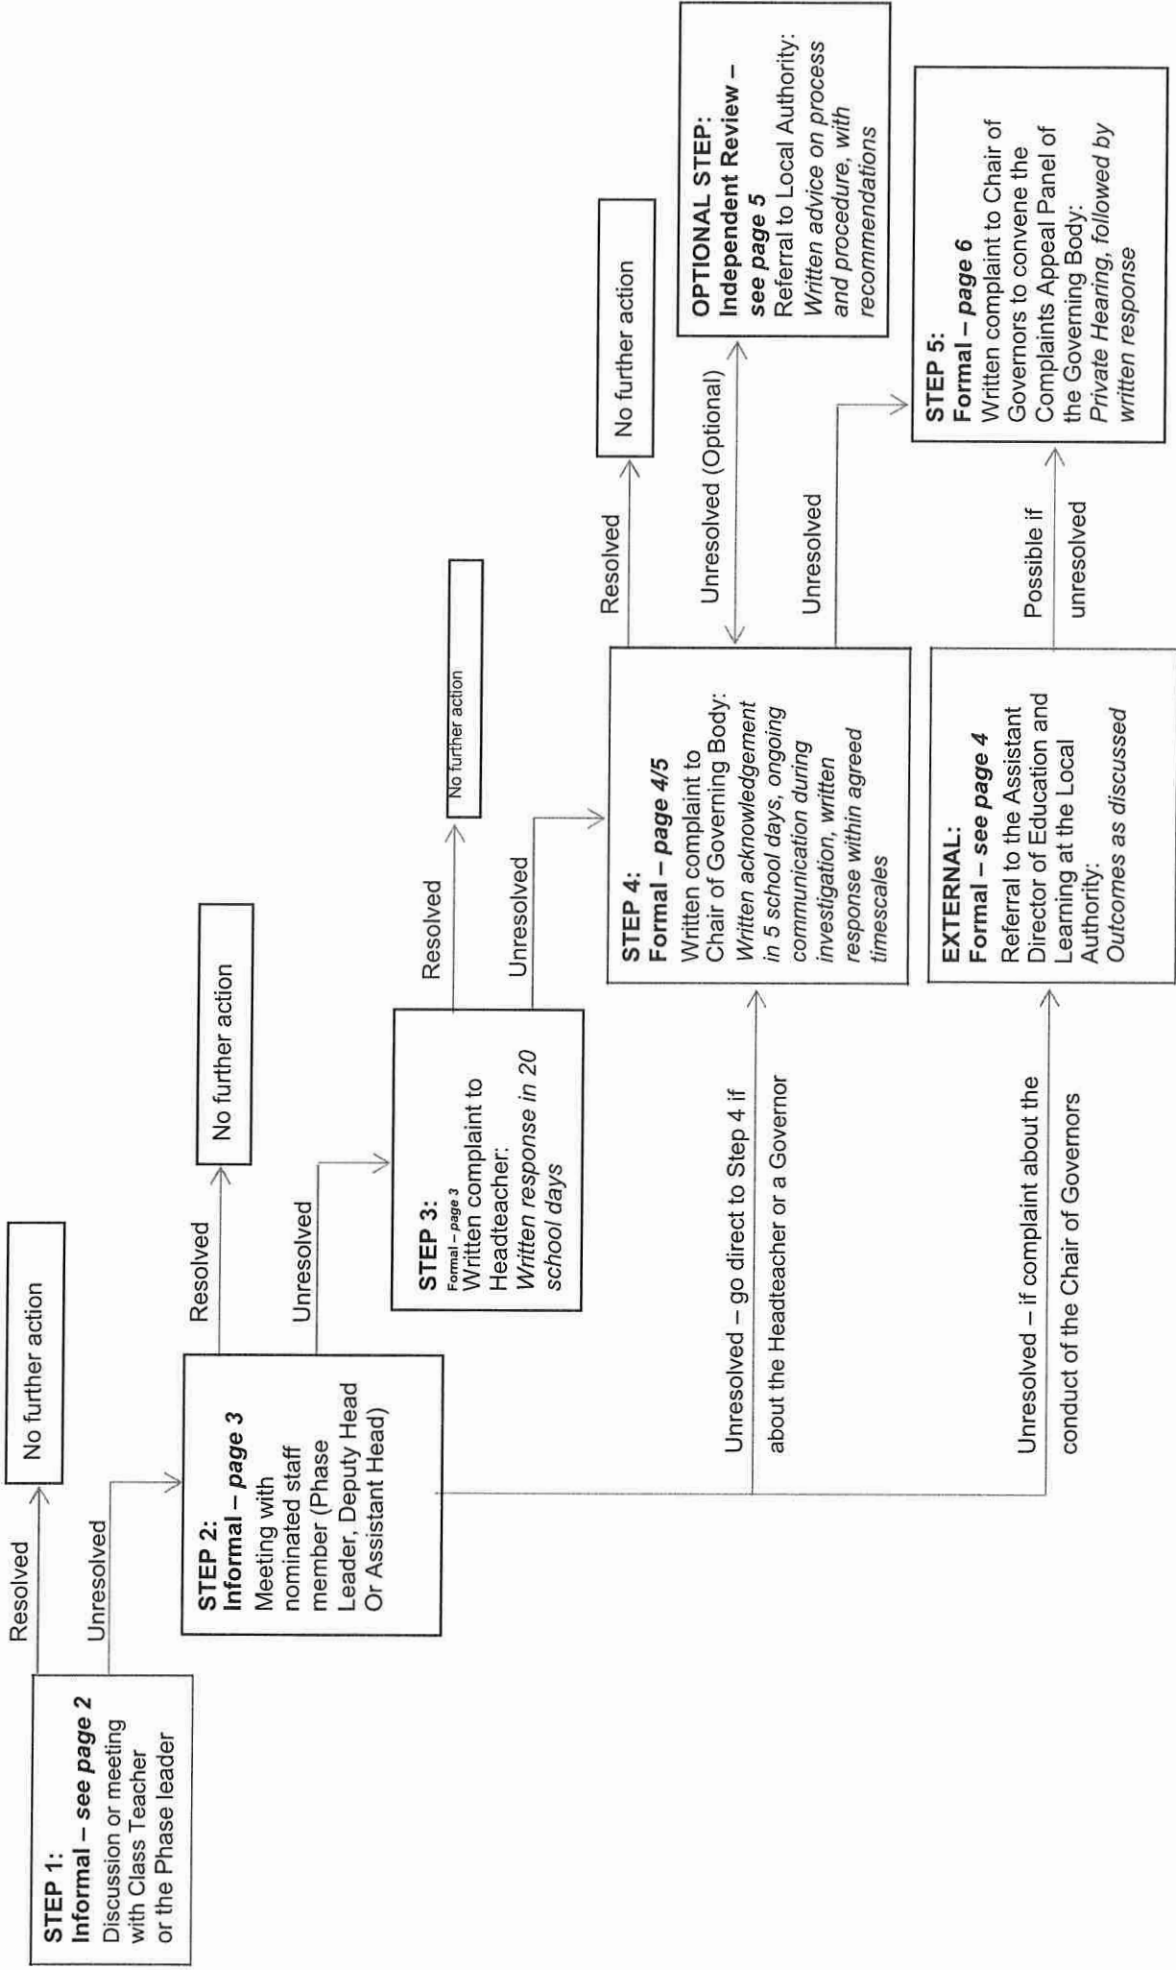 Resolved
No further action
STEP 1:
Informal – see page 2
Discussion or meeting
with Class Teacher
or the Phase leader
Unresolved
STEP 2:
Informal – page 3
Meeting with
nominated staff
member (Phase
Leader, Deputy Head
Or Assistant Head)
Resolved
No further action
Unresolved
STEP 3:
Formal – page 3
Written complaint to
Headteacher:
Written response in 20
school days
Resolved
No further action
Unresolved
STEP 4:
Formal – page 4/5
Written complaint to
Chair of Governing Body:
Written acknowledgement
in 5 school days, ongoing
communication during
investigation, written
response within agreed
timescales
Resolved
No further action
Unresolved (Optional)
OPTIONAL STEP:
Independent Review –
see page 5
Referral to Local Authority:
Written advice on process
and procedure, with
recommendations
Unresolved
Unresolved – go direct to Step 4 if
about the Headteacher or a Governor
Unresolved – if complaint about the
conduct of the Chair of Governors
EXTERNAL:
Formal – see page 4
Referral to the Assistant
Director of Education and
Learning at the Local
Authority:
Outcomes as discussed
Possible if
unresolved
STEP 5:
Formal – page 6
Written complaint to Chair of
Governors to convene the
Complaints Appeal Panel of
the Governing Body:
Private Hearing, followed by
written response